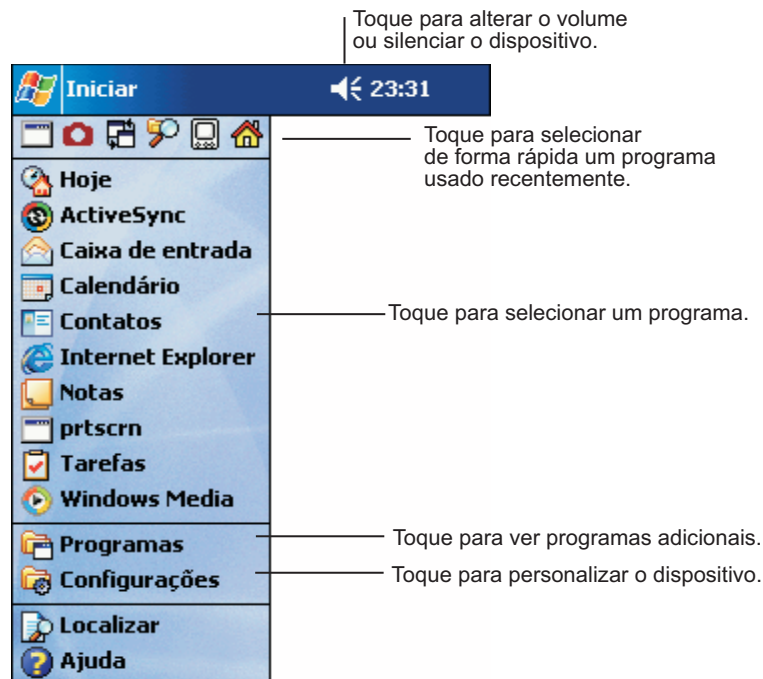 Toque para alterar o volume
ou silenciar o dispositivo.
Iniciar
23:31
Toque para selecionar
de forma rápida um programa
usado recentemente.
Hoje
ActiveSync
Caixa de entrada
Calendário
Contatos
Toque para selecionar um programa.
Internet Explorer
Notas
prtscrn
Tarefas
Windows Media
Programas
Toque para ver programas adicionais.
Configurações
Toque para personalizar o dispositivo.
Localizar
Ajuda